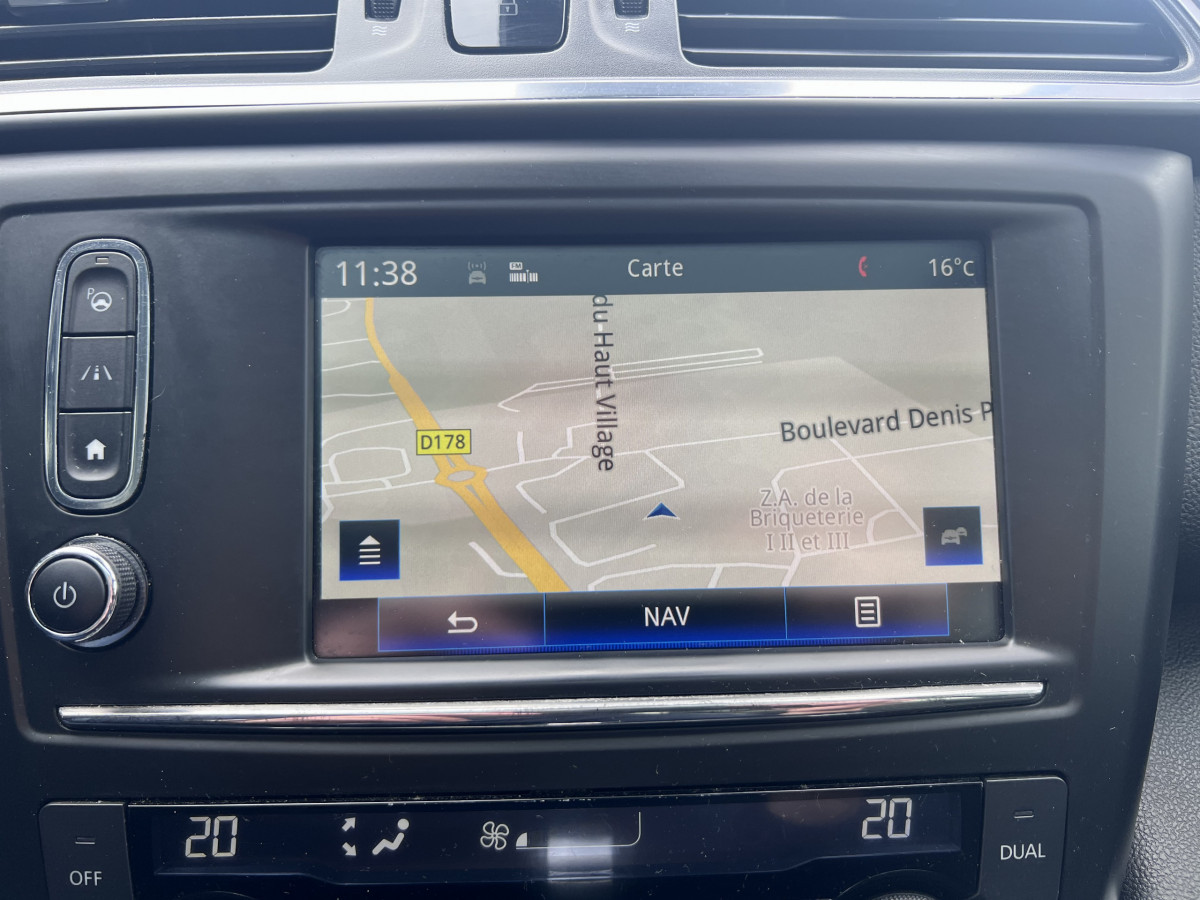 11:38
FM
Carte
16°c
P
du Haut Village
Boulevard Denis P
D178
Z.A. de la
Briqueterie
I II et III
NAV
20
20
OFF
DUAL